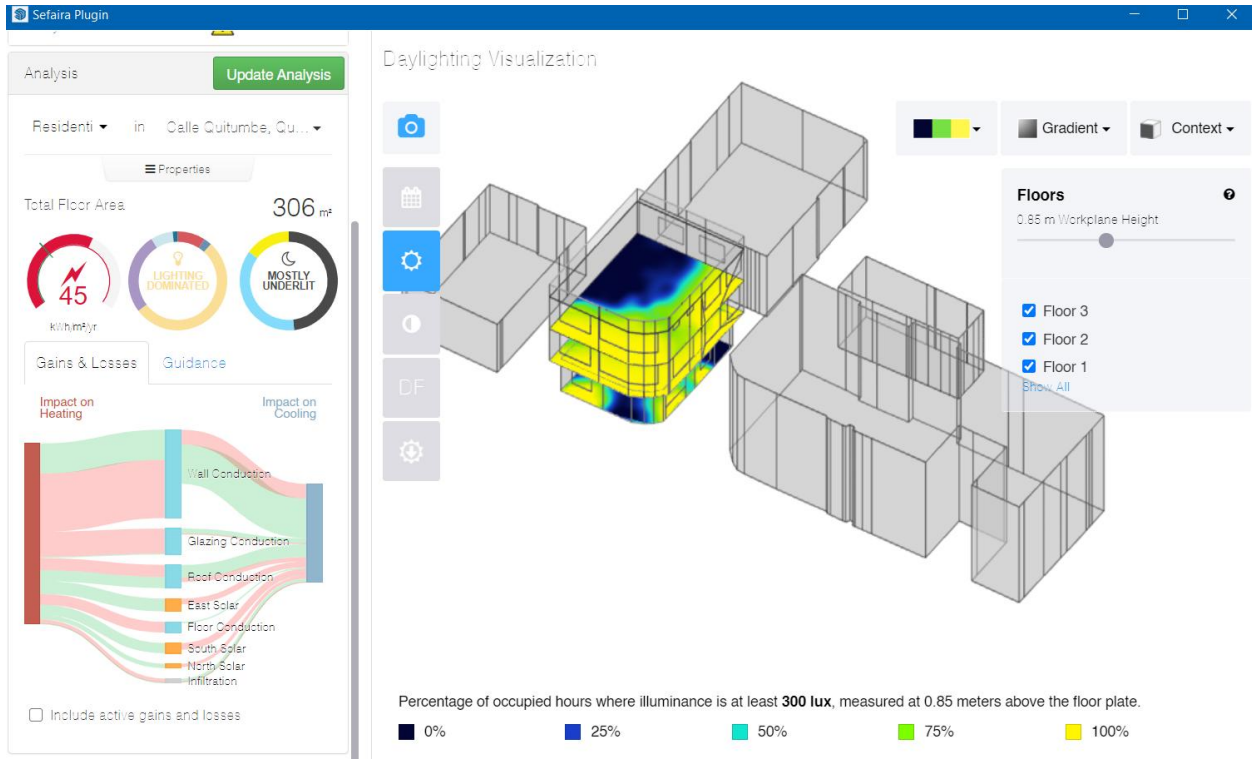 Sefaira Plugin
Analysis
Update Analysis
Residenti in Calle Quitumbe, Qu...
Properties
Total Floor Area
306 m²
45
kWh/m²/yr
LIGHTING
DOMINATED
MOSTLY
UNDERLIT
Gains & Losses
Guidance
Impact on
Heating
Impact on
Cooling
Wall Conduction
Glazing Conduction
Roof Conduction
East Solar
Floor Conduction
South Solar
North Solar
Infiltration
Include active gains and losses
Daylighting Visualization
DF
Gradient
Context
Floors
0.85 m Workplane Height
Floor 3
Floor 2
Floor 1
Show All
Percentage of occupied hours where illuminance is at least 300 lux, measured at 0.85 meters above the floor plate.
0% 25% 50% 75% 100%